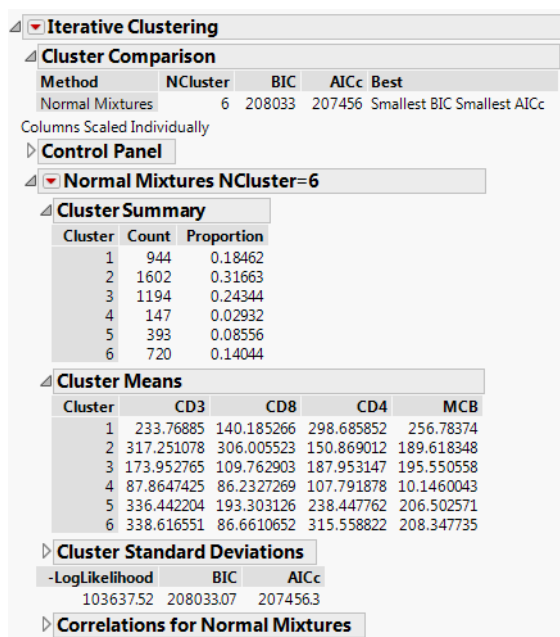 Iterative Clustering
Cluster Comparison
Method NCluster BIC AICc Best
Normal Mixtures 6 208033 207456 Smallest BIC Smallest AICc
Columns Scaled Individually
Control Panel
Normal Mixtures NCluster=6
Cluster Summary
Cluster Count Proportion
1 944 0.18462
2 1602 0.31663
3 1194 0.24344
4 147 0.02932
5 393 0.08556
6 720 0.14044
Cluster Means
Cluster CD3 CD8 CD4 MCB
1 233.76885 140.185266 298.685852 256.78374
2 317.251078 306.005523 150.869012 189.618348
3 173.952765 109.762903 187.953147 195.550558
4 87.8647425 86.2327269 107.791878 10.1460043
5 336.442204 193.303126 238.447762 206.502571
6 338.616551 86.6610652 315.558822 208.347735
Cluster Standard Deviations
-LogLikelihood BIC AICc
103637.52 208033.07 207456.3
Correlations for Normal Mixtures